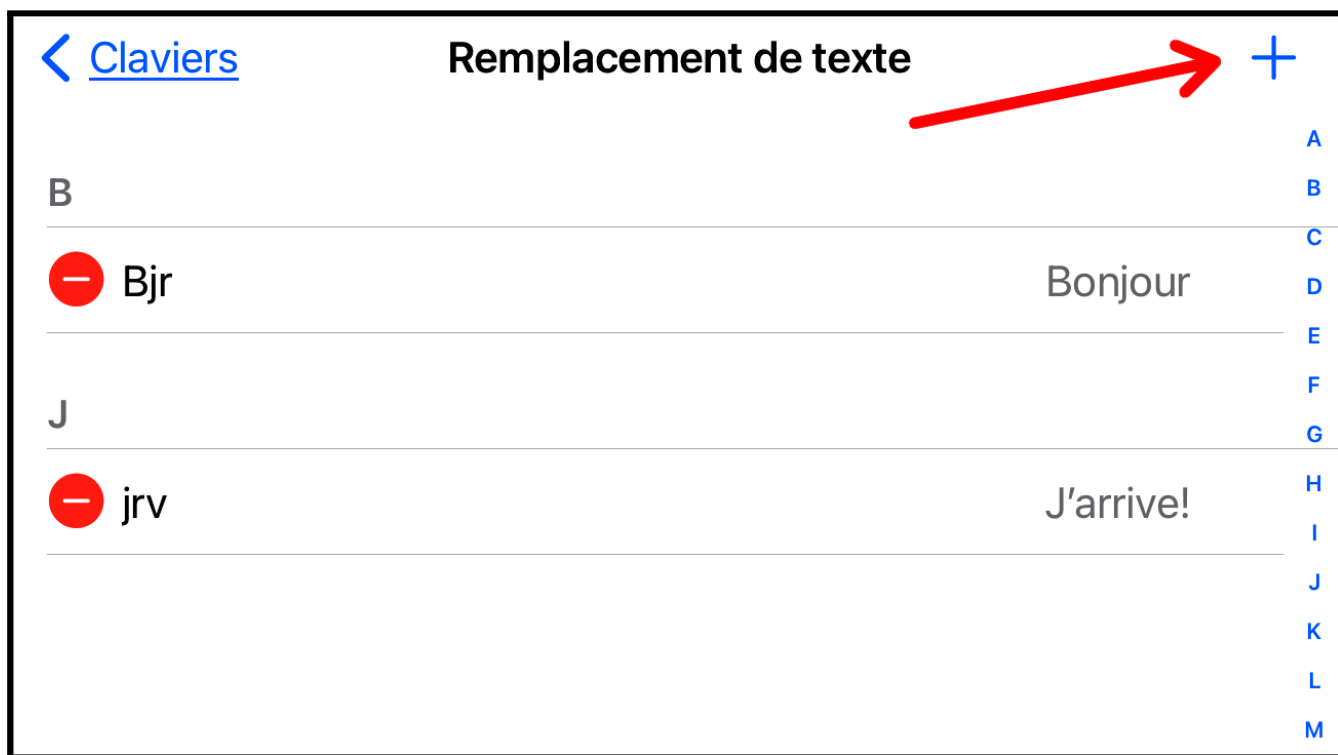 Claviers
Remplacement de texte
A
B
B
C
Bjr
Bonjour
D
E
F
J
G
H
jrv
J’arrive!
I
J
K
L
M